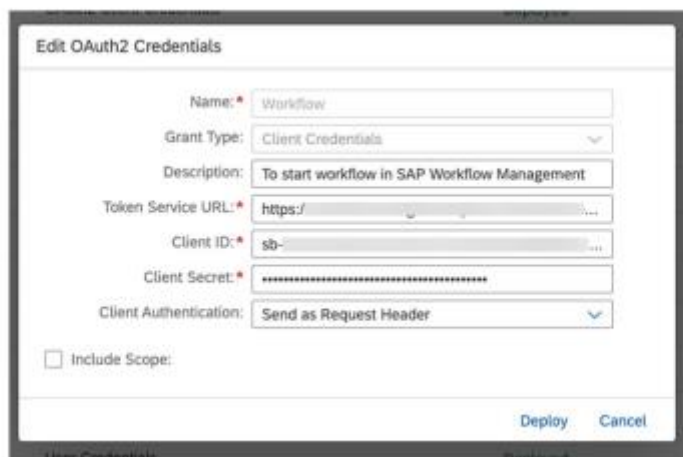 Edit OAuth2 Credentials
Name:* Workflow
Grant Type: Client Credentials
Description: To start workflow in SAP Workflow Management
Token Service URL:* https:/ ...
Client ID:* sb- ...
Client Secret:* ••••••••••••••••••••••••••••••••••••••••••••
Client Authentication: Send as Request Header
Include Scope:
Deploy Cancel